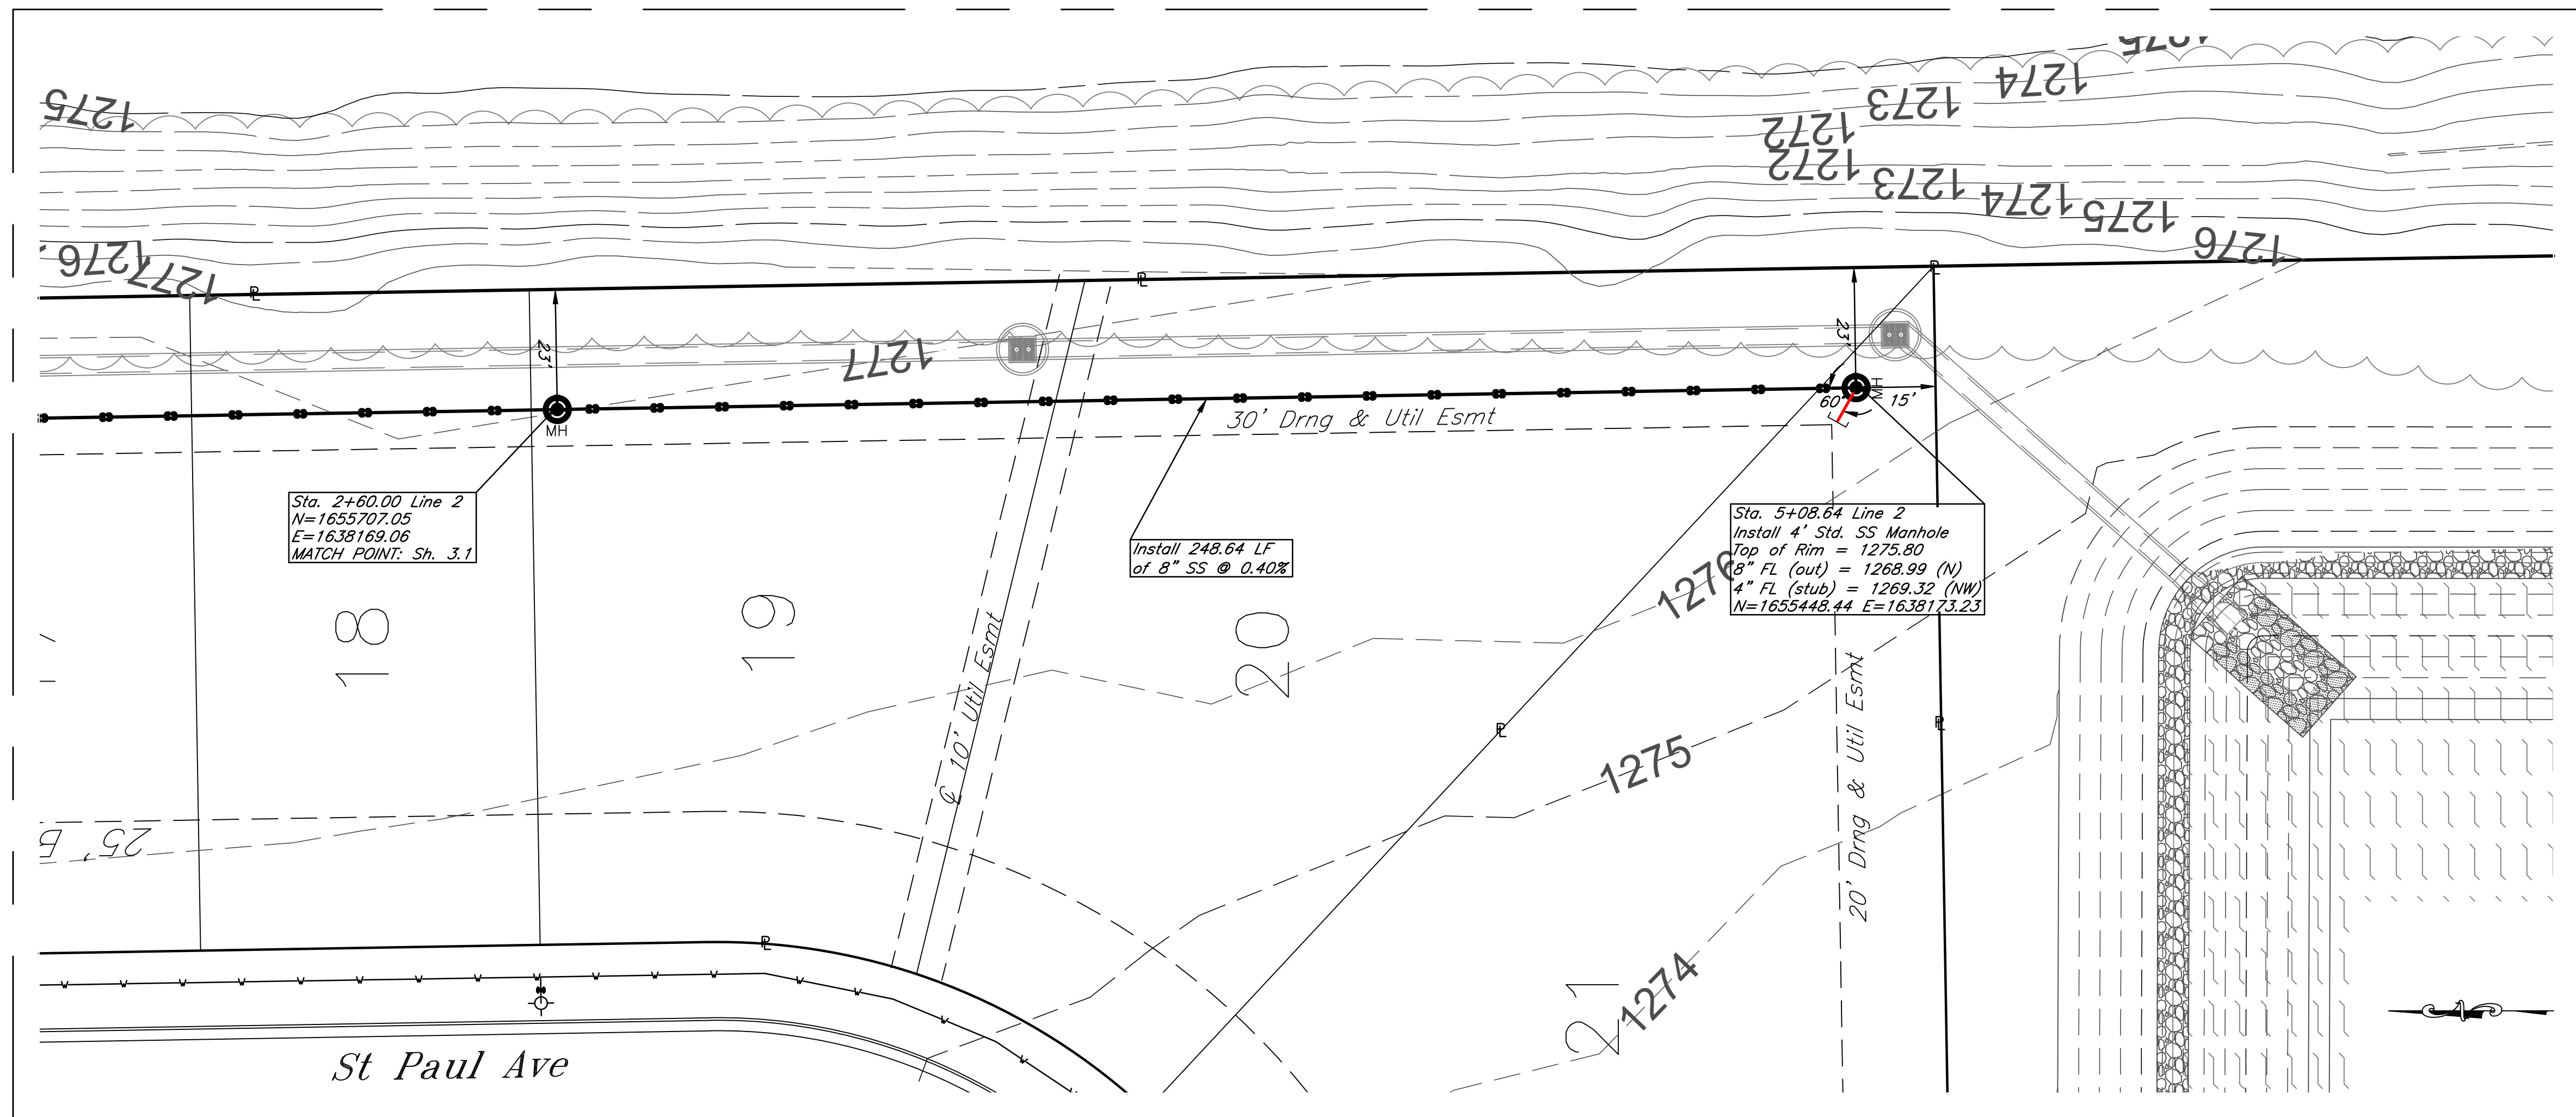 1275
1274
1273
1272
1275
1272
1273
1274
1275
1276
1276
1277
23'
23'
1277
MH
MH
60°
15'
30' Drng & Util Esmt
Sta. 2+60.00 Line 2
N=1655707.05
E=1638169.06
MATCH POINT: Sh. 3.1
Install 248.64 LF
of 8" SS @ 0.40%
Sta. 5+08.64 Line 2
Install 4' Std. SS Manhole
Top of Rim = 1275.80
8" FL (out) = 1268.99 (N)
4" FL (stub) = 1269.32 (NW)
N=1655448.44 E=1638173.23
18
19
20
21
1276
1275
1274
℄ 10' Util Esmt
20' Drng & Util Esmt
25' B
St Paul Ave